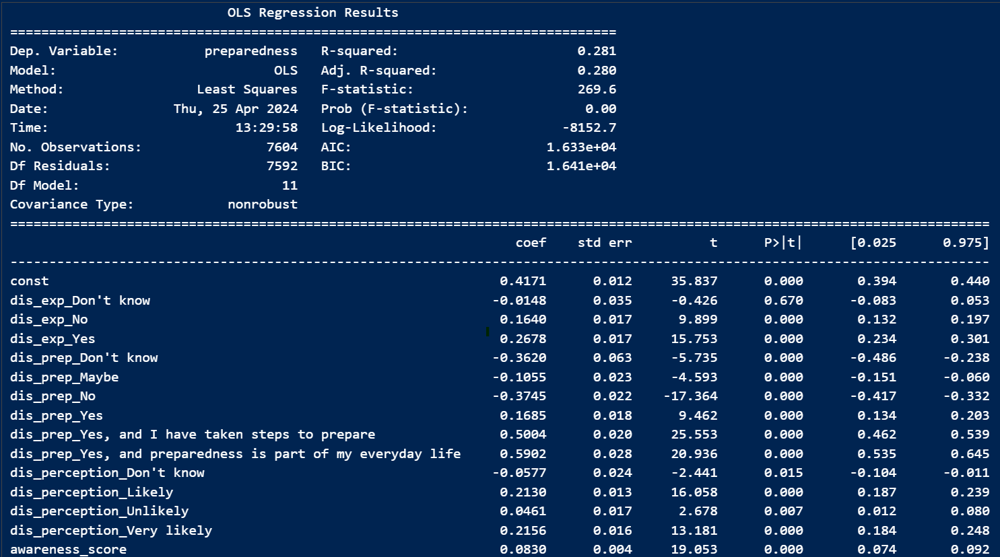 OLS Regression Results
==============================================================================
Dep. Variable: preparedness R-squared: 0.281
Model: OLS Adj. R-squared: 0.280
Method: Least Squares F-statistic: 269.6
Date: Thu, 25 Apr 2024 Prob (F-statistic): 0.00
Time: 13:29:58 Log-Likelihood: -8152.7
No. Observations: 7604 AIC: 1.633e+04
Df Residuals: 7592 BIC: 1.641e+04
Df Model: 11
Covariance Type: nonrobust
==============================================================================================================================
coef std err t P>|t| [0.025 0.975]
------------------------------------------------------------------------------------------------------------------------------
const 0.4171 0.012 35.837 0.000 0.394 0.440
dis_exp_Don't know -0.0148 0.035 -0.426 0.670 -0.083 0.053
dis_exp_No 0.1640 0.017 9.899 0.000 0.132 0.197
dis_exp_Yes 0.2678 0.017 15.753 0.000 0.234 0.301
dis_prep_Don't know -0.3620 0.063 -5.735 0.000 -0.486 -0.238
dis_prep_Maybe -0.1055 0.023 -4.593 0.000 -0.151 -0.060
dis_prep_No -0.3745 0.022 -17.364 0.000 -0.417 -0.332
dis_prep_Yes 0.1685 0.018 9.462 0.000 0.134 0.203
dis_prep_Yes, and I have taken steps to prepare 0.5004 0.020 25.553 0.000 0.462 0.539
dis_prep_Yes, and preparedness is part of my everyday life 0.5902 0.028 20.936 0.000 0.535 0.645
dis_perception_Don't know -0.0577 0.024 -2.441 0.015 -0.104 -0.011
dis_perception_Likely 0.2130 0.013 16.058 0.000 0.187 0.239
dis_perception_Unlikely 0.0461 0.017 2.678 0.007 0.012 0.080
dis_perception_Very likely 0.2156 0.016 13.181 0.000 0.184 0.248
awareness_score 0.0830 0.004 19.053 0.000 0.074 0.092